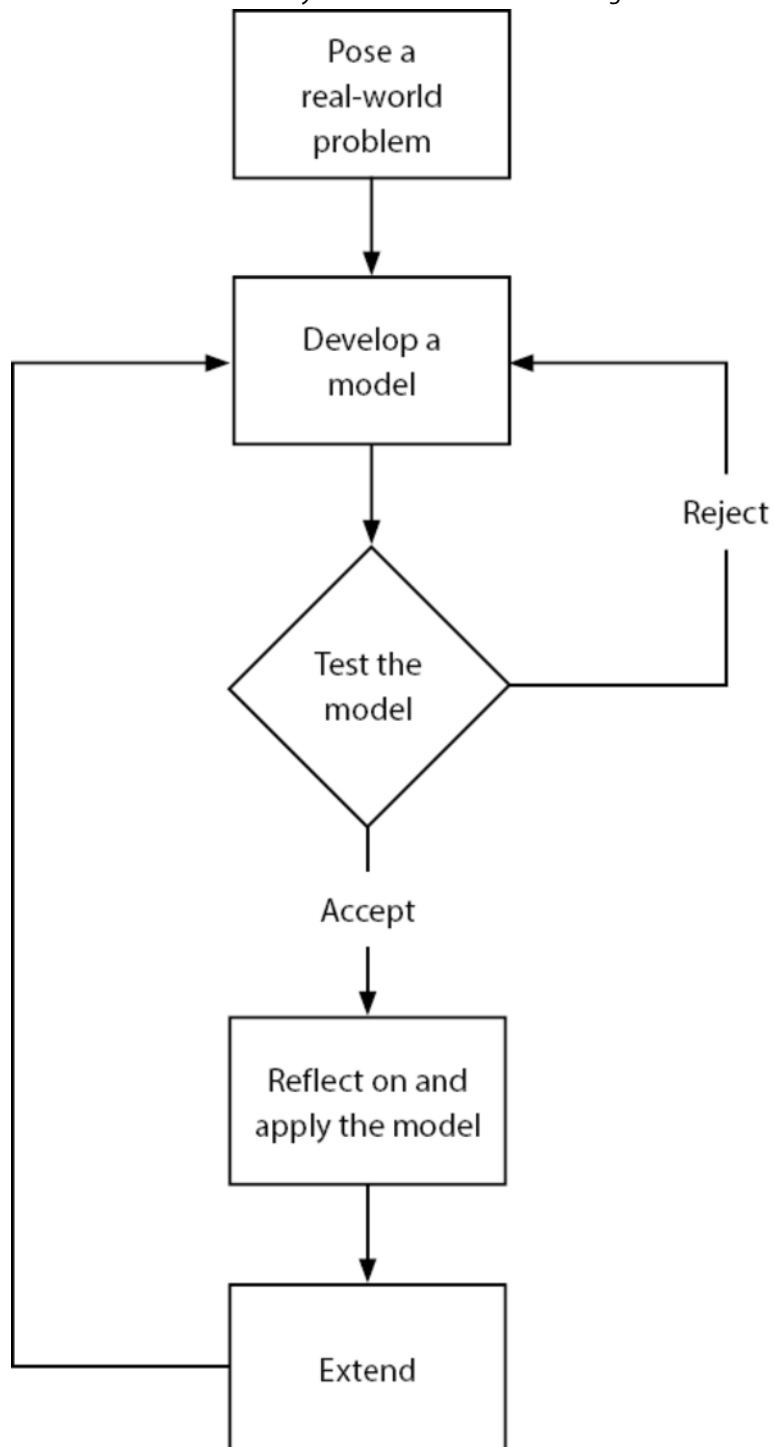 Pose a
real-world
problem
Develop a
model
Reject
Test the
model
Accept
Reflect on and
apply the model
Extend